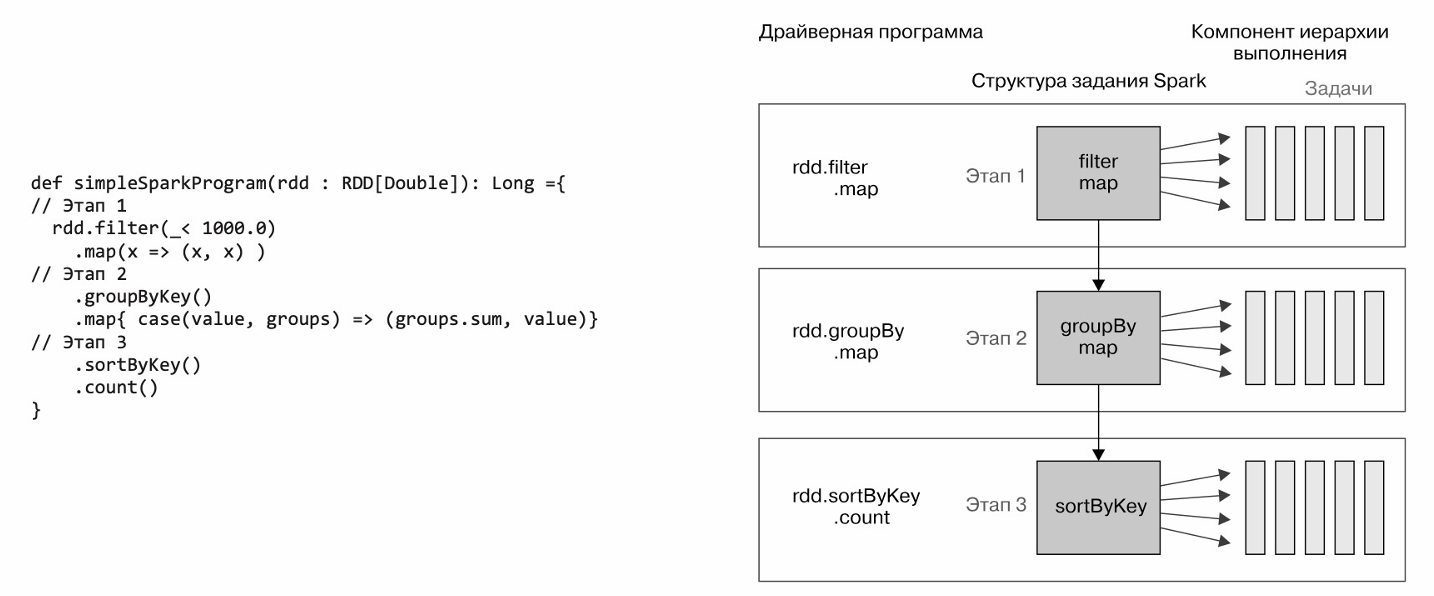 def simpleSparkProgram(rdd : RDD[Double]): Long ={
// Этап 1
rdd.filter(_< 1000.0)
.map(x => (x, x) )
// Этап 2
.groupByKey()
.map{ case(value, groups) => (groups.sum, value)}
// Этап 3
.sortByKey()
.count()
}
Драйверная программа
Компонент иерархии
выполнения
Структура задания Spark
Задачи
rdd.filter
.map
Этап 1
filter
map
rdd.groupBy
.map
Этап 2
groupBy
map
rdd.sortByKey
.count
Этап 3
sortByKey